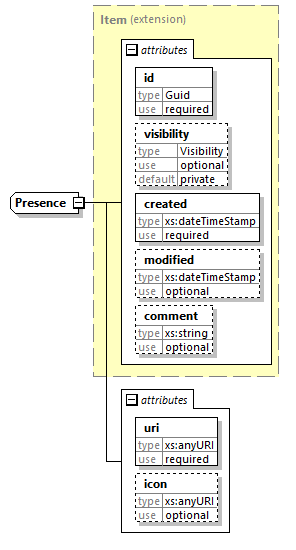 Item (extension)
attributes
id
type Guid
use required
visibility
type Visibility
use optional
default private
Presence
created
type xs:dateTimeStamp
use required
modified
type xs:dateTimeStamp
use optional
comment
type xs:string
use optional
attributes
uri
type xs:anyURI
use required
icon
type xs:anyURI
use optional